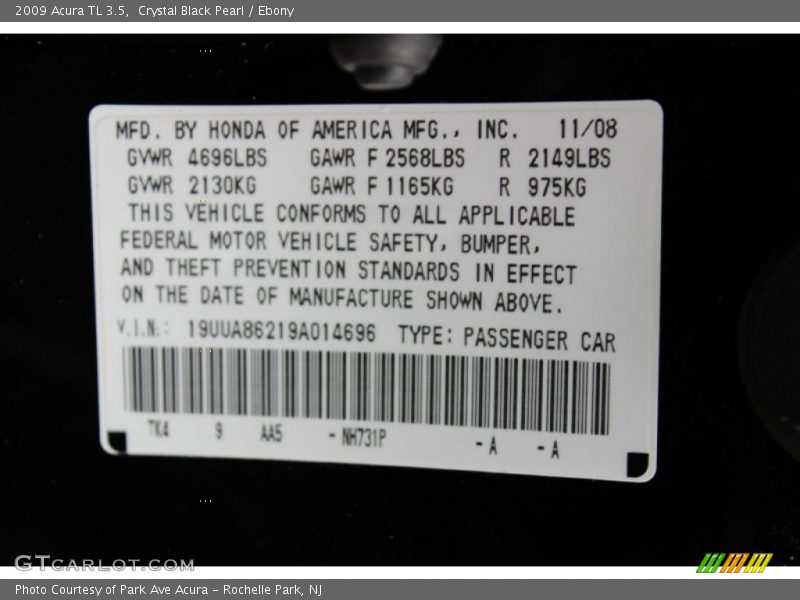 2009 Acura TL 3.5,  Crystal Black Pearl / Ebony
MFD. BY HONDA OF AMERICA MFG., INC. 11/08
GVWR 4696LBS GAWR F 2568LBS R 2149LBS
GVWR 2130KG GAWR F 1165KG R 975KG
THIS VEHICLE CONFORMS TO ALL APPLICABLE
FEDERAL MOTOR VEHICLE SAFETY, BUMPER,
AND THEFT PREVENTION STANDARDS IN EFFECT
ON THE DATE OF MANUFACTURE SHOWN ABOVE.
V.I.N.: 19UUA86219A014696 TYPE: PASSENGER CAR
TK4 9 AA5 - NH731P - A - A
GTCARLOT.COM
Photo Courtesy of Park Ave Acura - Rochelle Park, NJ